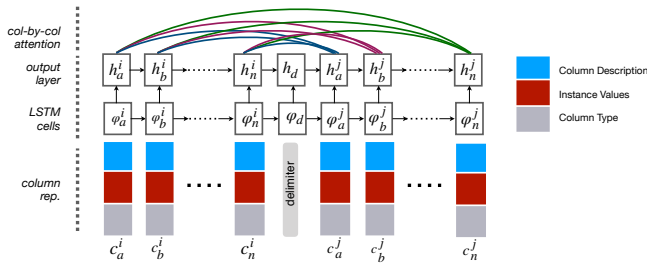 col-by-col
attention
output
layer
h_a^i h_b^i h_n^i h_d h_a^j h_b^j h_n^j
LSTM
cells
φ_a^i φ_b^i φ_n^i φ_d φ_a^j φ_b^j φ_n^j
column
rep.
delimiter
c_a^i c_b^i c_n^i c_a^j c_b^j c_n^j
Column Description
Instance Values
Column Type